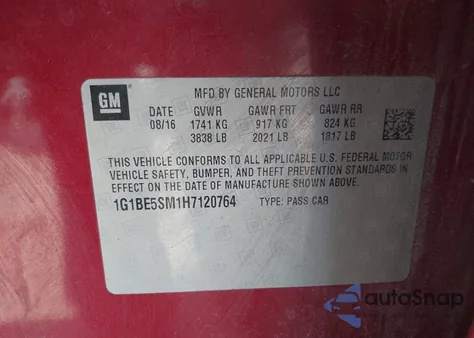 GM
MFD BY GENERAL MOTORS LLC
DATE GVWR GAWR FRT GAWR RR
08/16 1741 KG 917 KG 824 KG
3838 LB 2021 LB 1817 LB
THIS VEHICLE CONFORMS TO ALL APPLICABLE U.S. FEDERAL MOTOR
VEHICLE SAFETY, BUMPER, AND THEFT PREVENTION STANDARDS IN
EFFECT ON THE DATE OF MANUFACTURE SHOWN ABOVE.
1G1BE5SM1H7120764 TYPE: PASS CAR
autoSnap